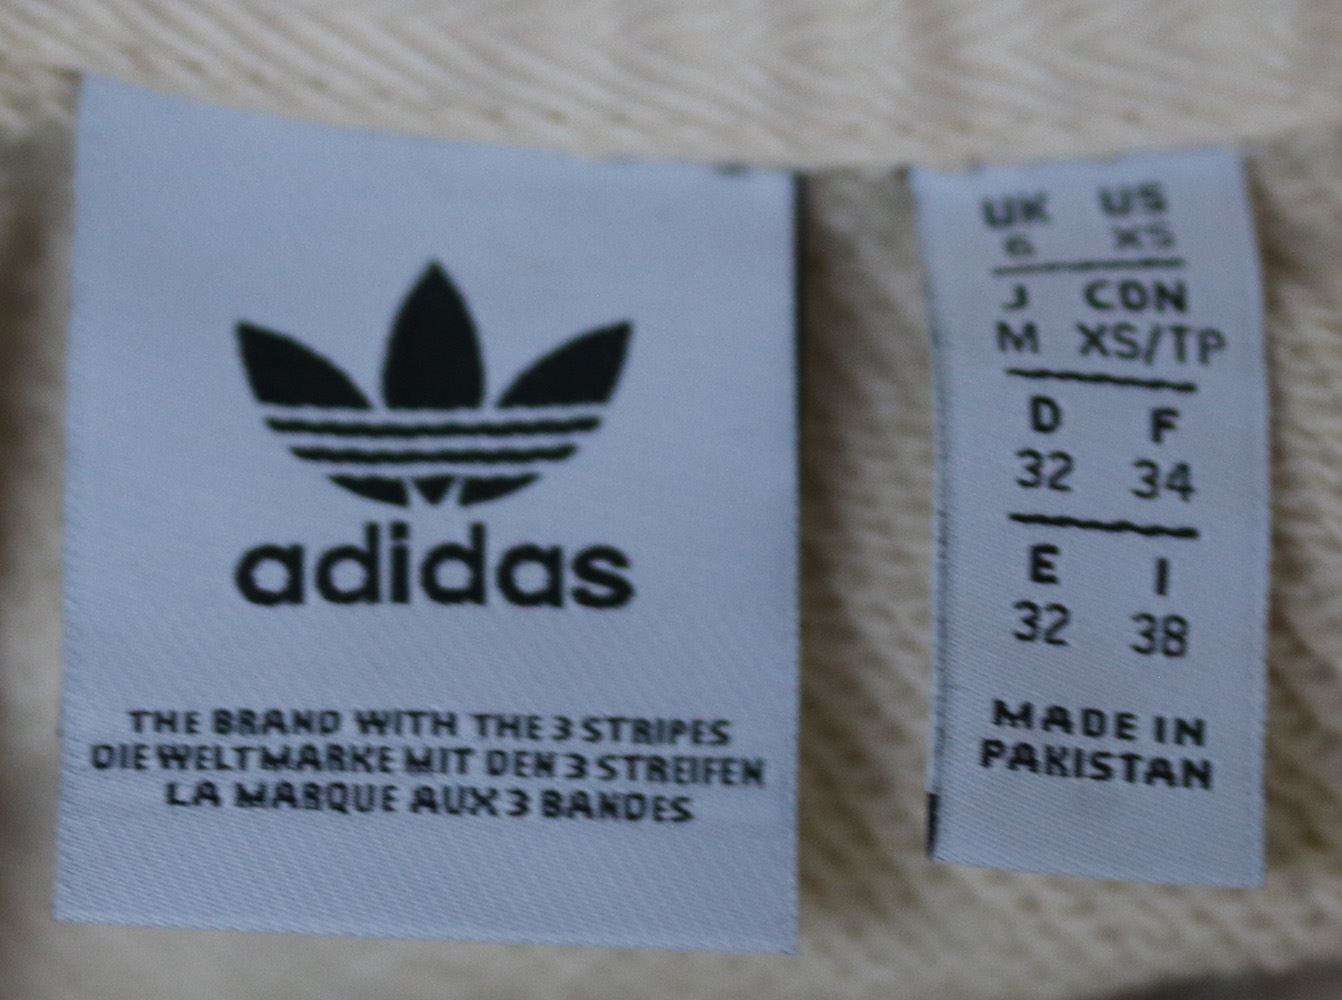 adidas
THE BRAND WITH THE 3 STRIPES
DIE WELTMARKE MIT DEN 3 STREIFEN
LA MARQUE AUX 3 BANDES
UK US
6 XS
J CDN
M XS/TP
D F
32 34
E I
32 38
MADE IN
PAKISTAN